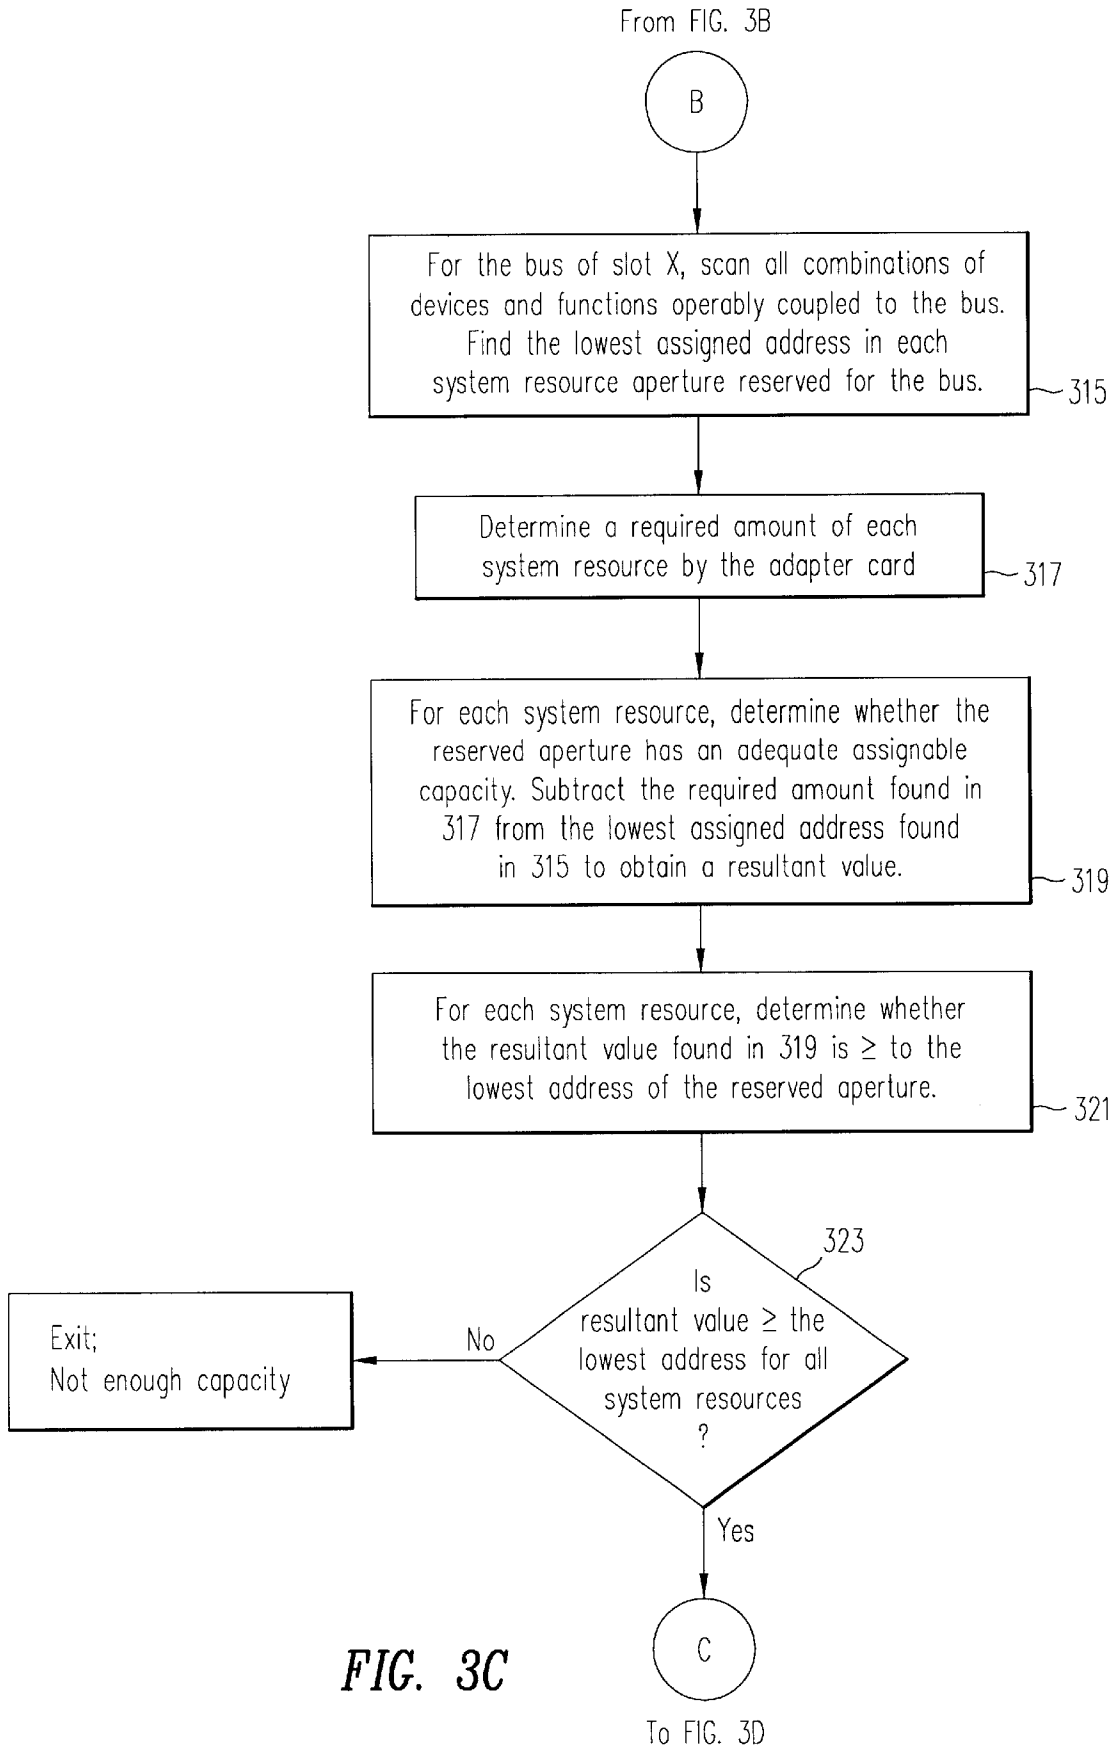 From FIG. 3B
B
For the bus of slot X, scan all combinations of
devices and functions operably coupled to the bus.
Find the lowest assigned address in each
system resource aperture reserved for the bus.
315
Determine a required amount of each
system resource by the adapter card
317
For each system resource, determine whether the
reserved aperture has an adequate assignable
capacity. Subtract the required amount found in
317 from the lowest assigned address found
in 315 to obtain a resultant value.
319
For each system resource, determine whether
the resultant value found in 319 is ≥ to the
lowest address of the reserved aperture.
321
323
Is
resultant value ≥ the
lowest address for all
system resources
?
No
Exit;
Not enough capacity
Yes
C
FIG. 3C
To FIG. 3D